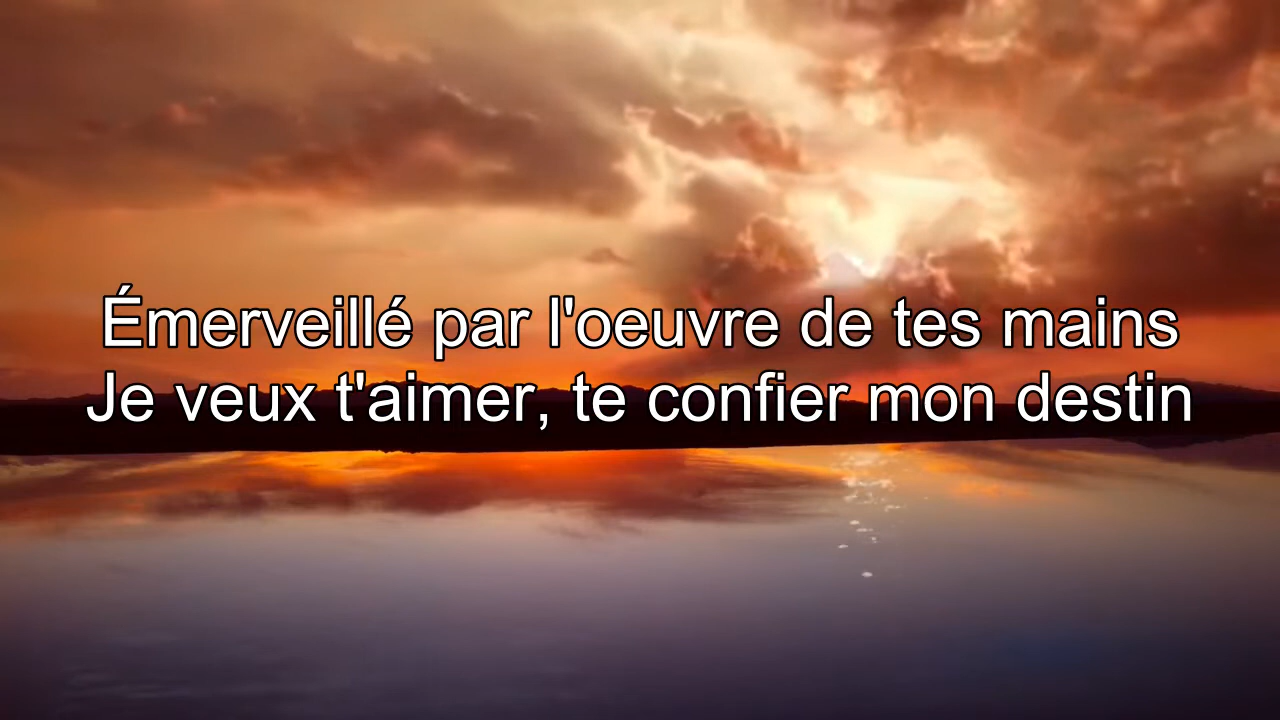 Émerveillé par l'oeuvre de tes mains
Je veux t'aimer, te confier mon destin